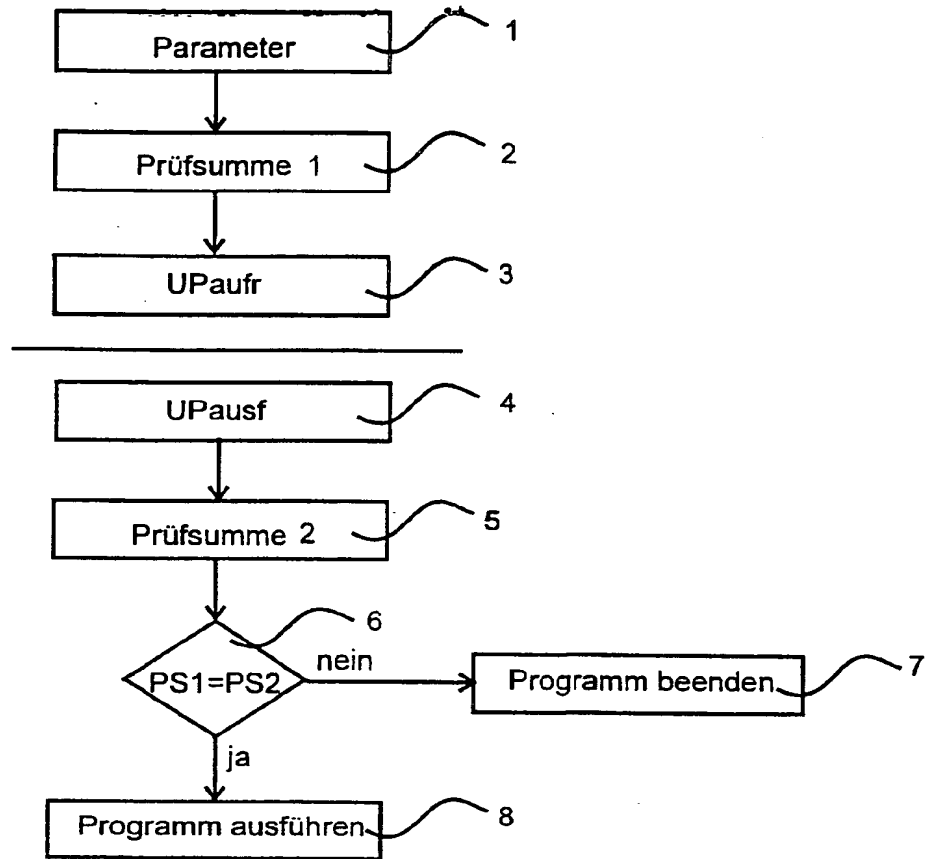 Parameter
1
Prüfsumme 1
2
UPaufr
3
UPausf
4
Prüfsumme 2
5
6
PS1=PS2
nein
Programm beenden
7
ja
Programm ausführen
8